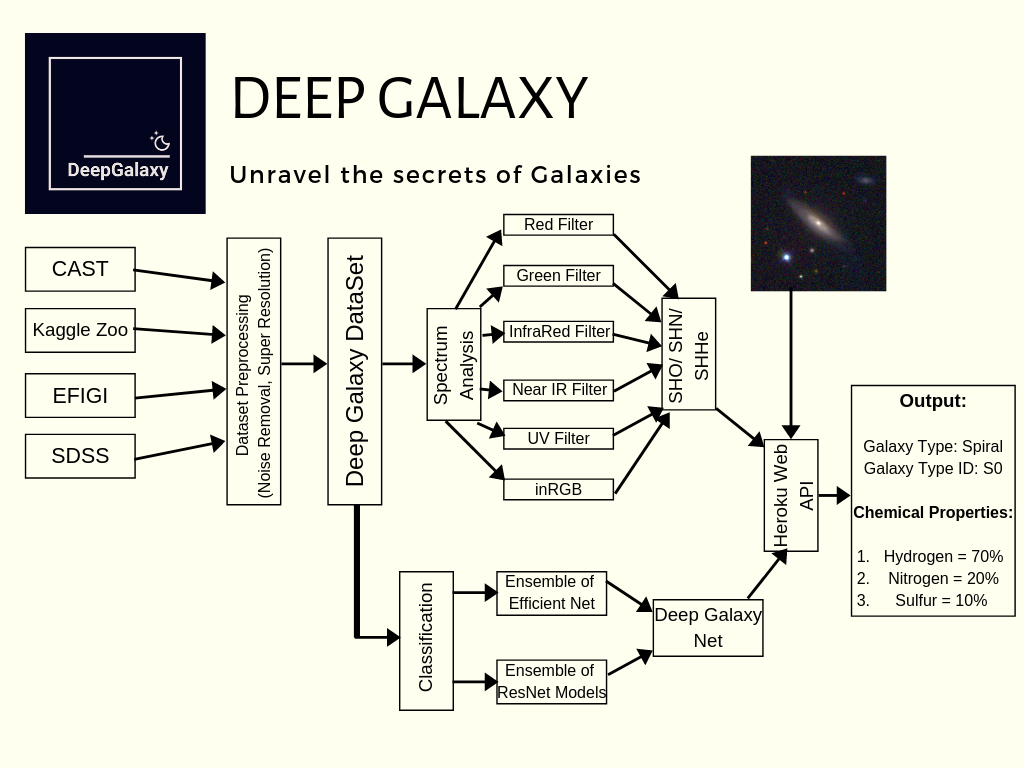 DeepGalaxy
DEEP GALAXY
Unravel the secrets of Galaxies
CAST
Kaggle Zoo
EFIGI
SDSS
Dataset Preprocessing
(Noise Removal, Super Resolution)
Deep Galaxy DataSet
Spectrum
Analysis
Red Filter
Green Filter
InfraRed Filter
Near IR Filter
UV Filter
inRGB
SHO/ SHN/
SHHe
Classification
Ensemble of
Efficient Net
Ensemble of
ResNet Models
Deep Galaxy
Net
Heroku Web
API
Output:
Galaxy Type: Spiral
Galaxy Type ID: S0
Chemical Properties:
1. Hydrogen = 70%
2. Nitrogen = 20%
3. Sulfur = 10%